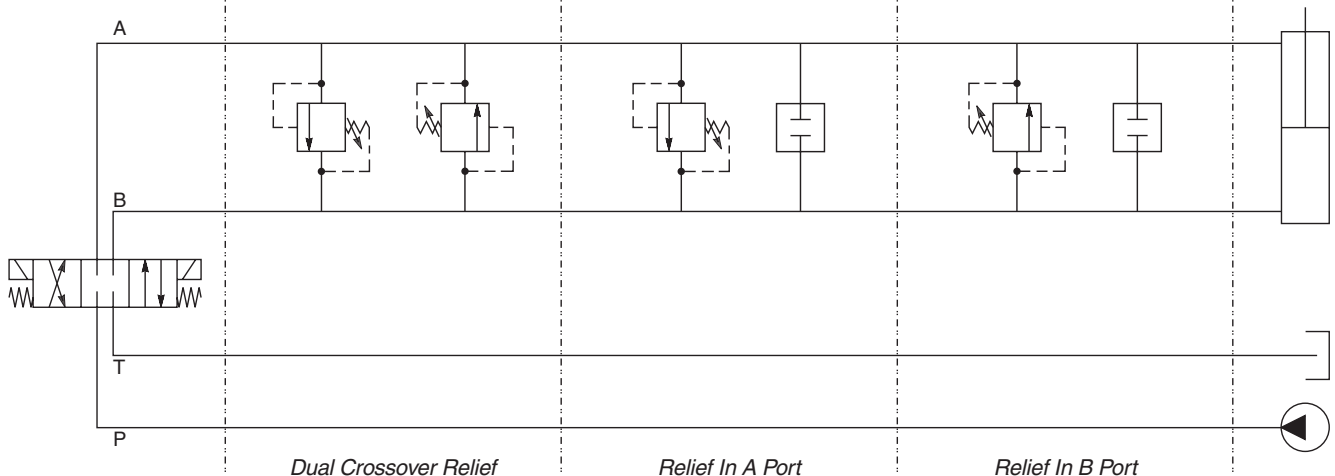 A
B
T
P
Dual Crossover Relief
Relief In A Port
Relief In B Port